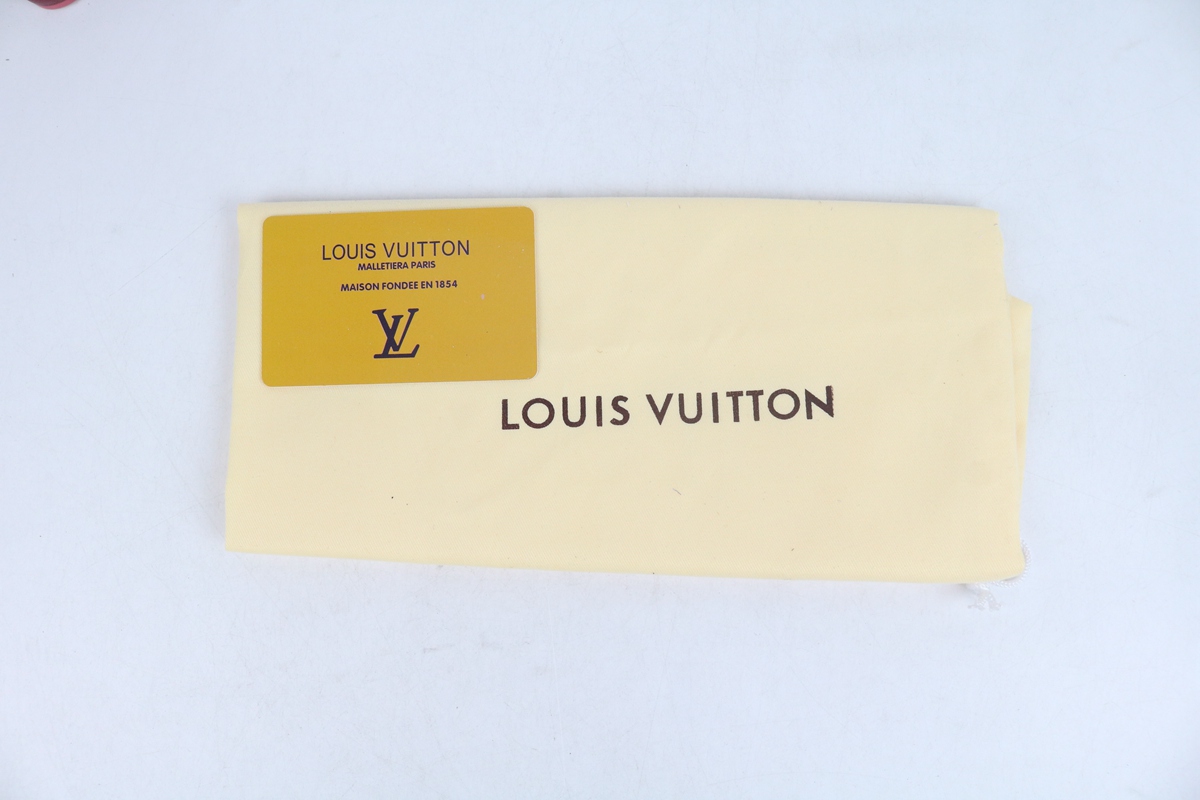 LOUIS VUITTON
MALLETIERA PARIS
MAISON FONDEE EN 1854
LV
LOUIS VUITTON